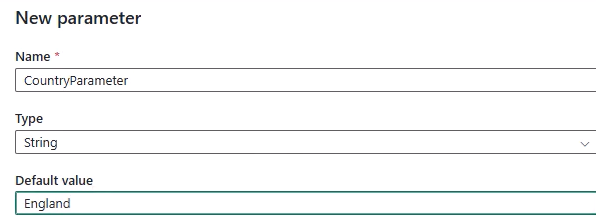 New parameter
Name *
CountryParameter
Type
String
Default value
England